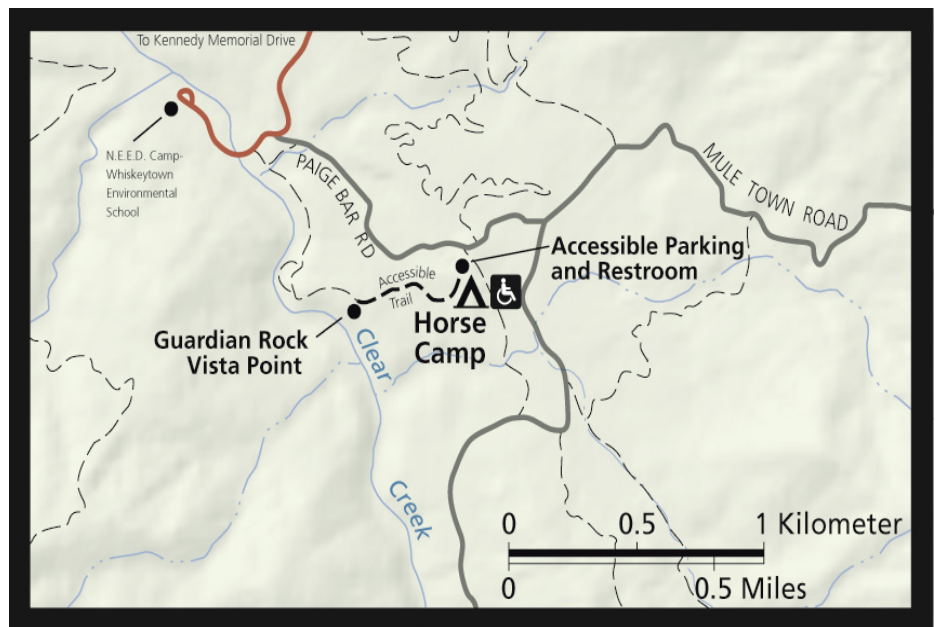 To Kennedy Memorial Drive
N.E.E.D. Camp-
Whiskeytown
Environmental
School
PAIGE BAR RD
MULE TOWN ROAD
Accessible Parking
and Restroom
Accessible
Trail
Horse
Camp
Guardian Rock
Vista Point
Clear
Creek
0 0.5 1 Kilometer
0 0.5 Miles